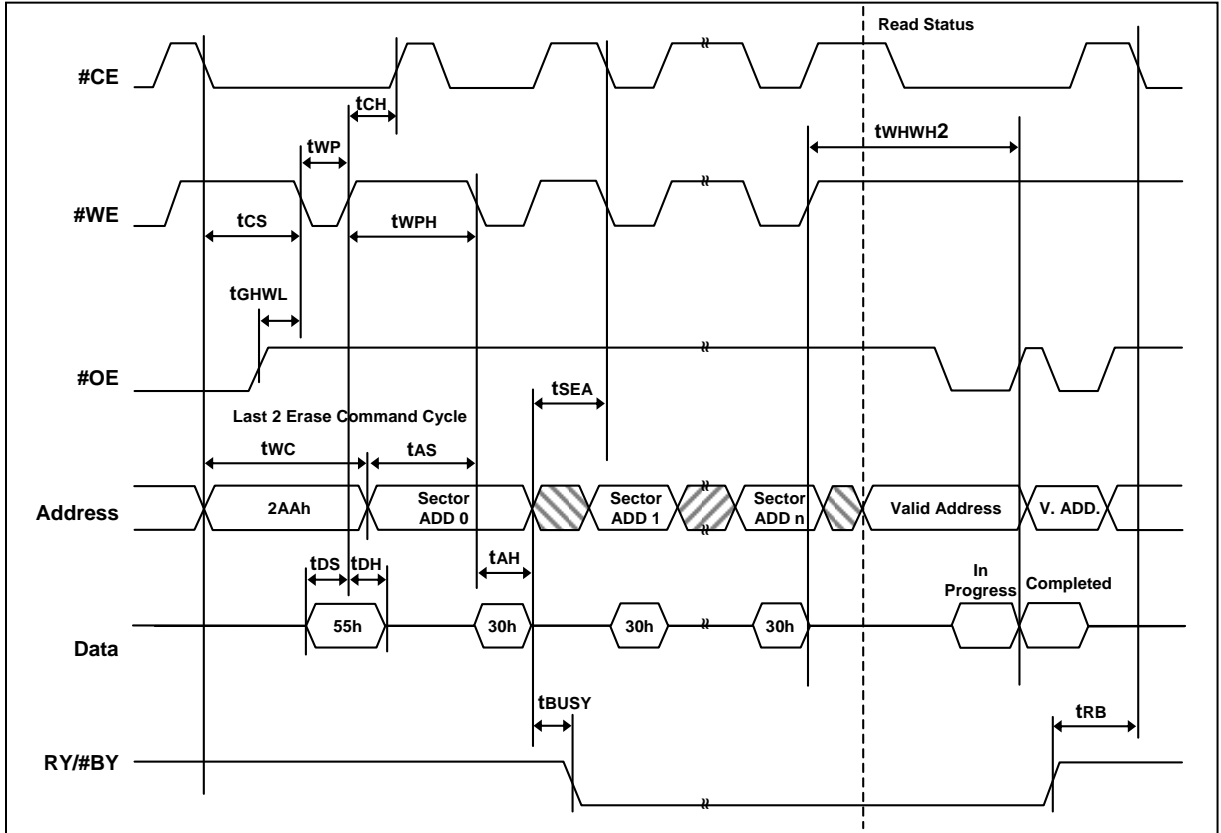 Read Status
#CE
tCH
tWHWH2
tWP
#WE
tCS
tWPH
tGHWL
#OE
tSEA
Last 2 Erase Command Cycle
tWC
tAS
Address
2AAh
Sector
ADD 0
Sector
ADD 1
Sector
ADD n
Valid Address
V. ADD.
tAH
tDS
tDH
In
Progress
Completed
Data
55h
30h
30h
30h
tBUSY
tRB
RY/#BY